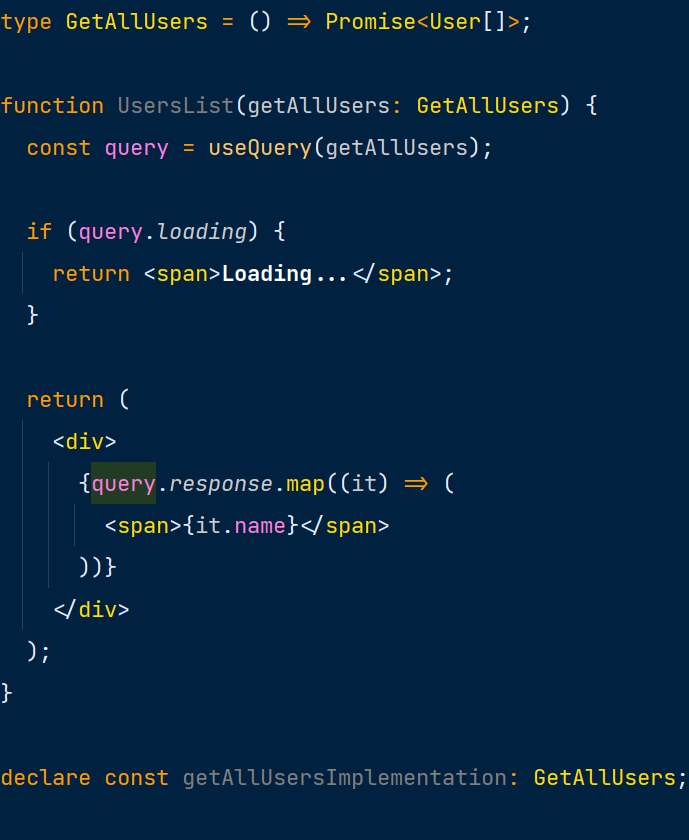 type GetAllUsers = () => Promise<User[]>;
function UsersList(getAllUsers: GetAllUsers) {
  const query = useQuery(getAllUsers);
  if (query.loading) {
    return <span>Loading...</span>;
  }
  return (
    <div>
      {query.response.map((it) => (
        <span>{it.name}</span>
      ))}
    </div>
  );
}
declare const getAllUsersImplementation: GetAllUsers;